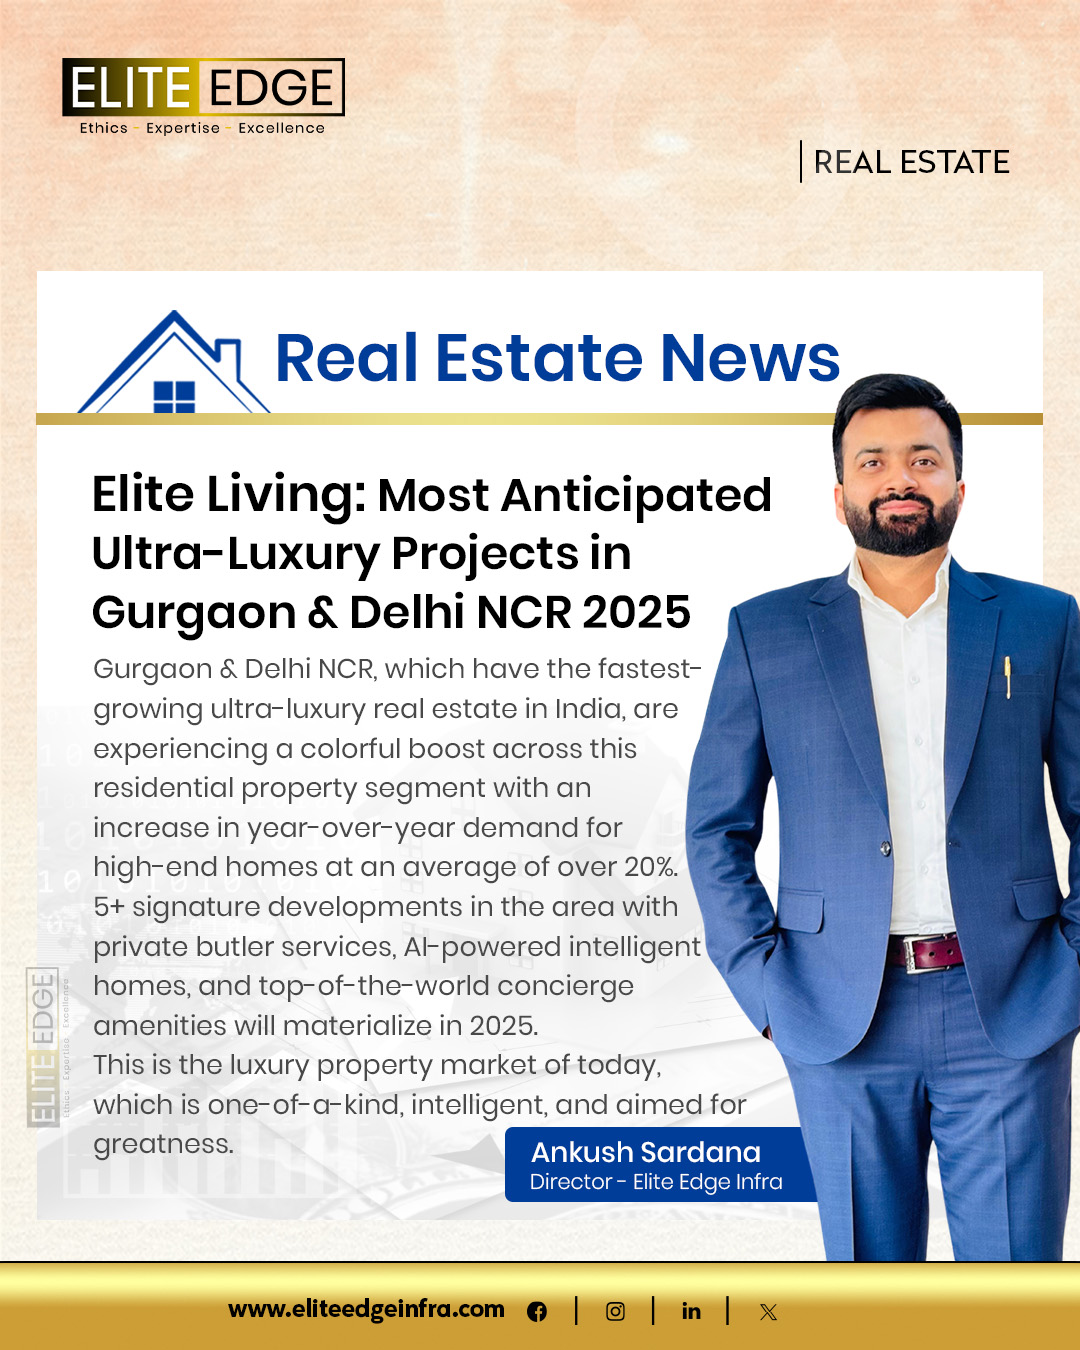 ELITE EDGE
Ethics - Expertise - Excellence
REAL ESTATE
Real Estate News
Elite Living: Most Anticipated
Ultra-Luxury Projects in
Gurgaon & Delhi NCR 2025
Gurgaon & Delhi NCR, which have the fastest-
growing ultra-luxury real estate in India, are
experiencing a colorful boost across this
residential property segment with an
increase in year-over-year demand for
high-end homes at an average of over 20%.
5+ signature developments in the area with
private butler services, AI-powered intelligent
homes, and top-of-the-world concierge
amenities will materialize in 2025.
This is the luxury property market of today,
which is one-of-a-kind, intelligent, and aimed for
greatness.
ELITE EDGE
Ethics - Expertise - Excellence
Ankush Sardana
Director - Elite Edge Infra
www.eliteedgeinfra.com